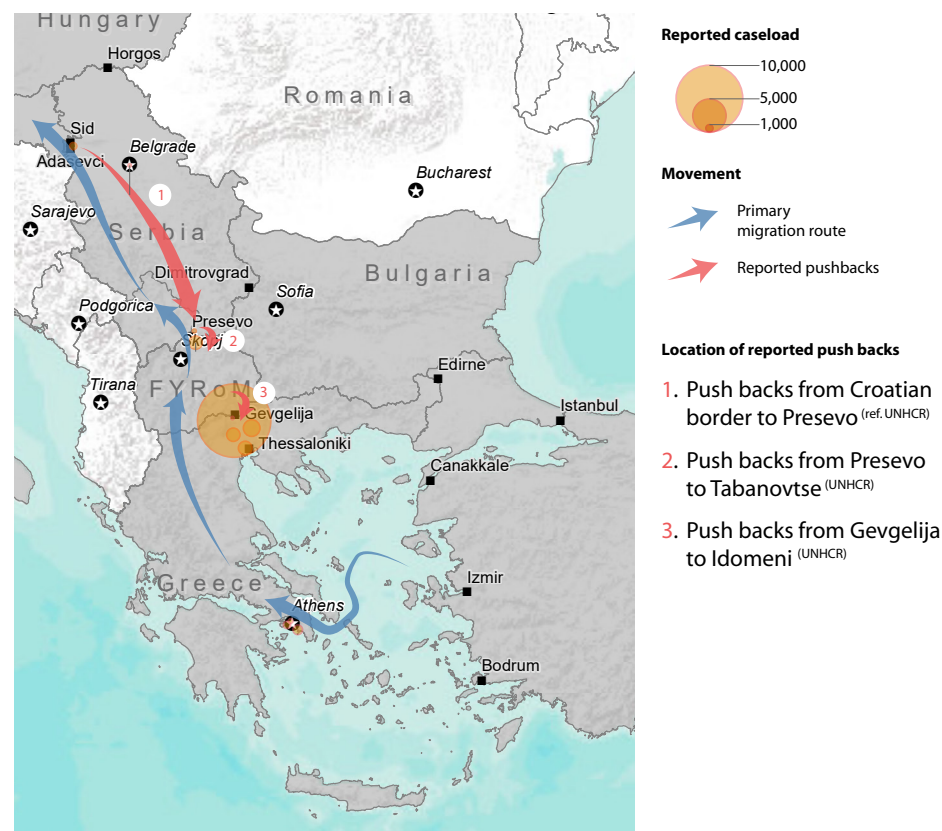 Hungary
Horgos
Romania
Sid
Adasevci
Belgrade
Bucharest
1
Sarajevo
Serbia
Dimitrovgrad
Bulgaria
Sofia
Podgorica
Presevo
Skopj
2
Edirne
Tirana
FYRoM
3
Gevgelija
Istanbul
Thessaloniki
Canakkale
Greece
Izmir
Athens
Bodrum
Reported caseload
10,000
5,000
1,000
Movement
Primary
migration route
Reported pushbacks
Location of reported push backs
1. Push backs from Croatian
border to Presevo (ref. UNHCR)
2. Push backs from Presevo
to Tabanovtse (UNHCR)
3. Push backs from Gevgelija
to Idomeni (UNHCR)